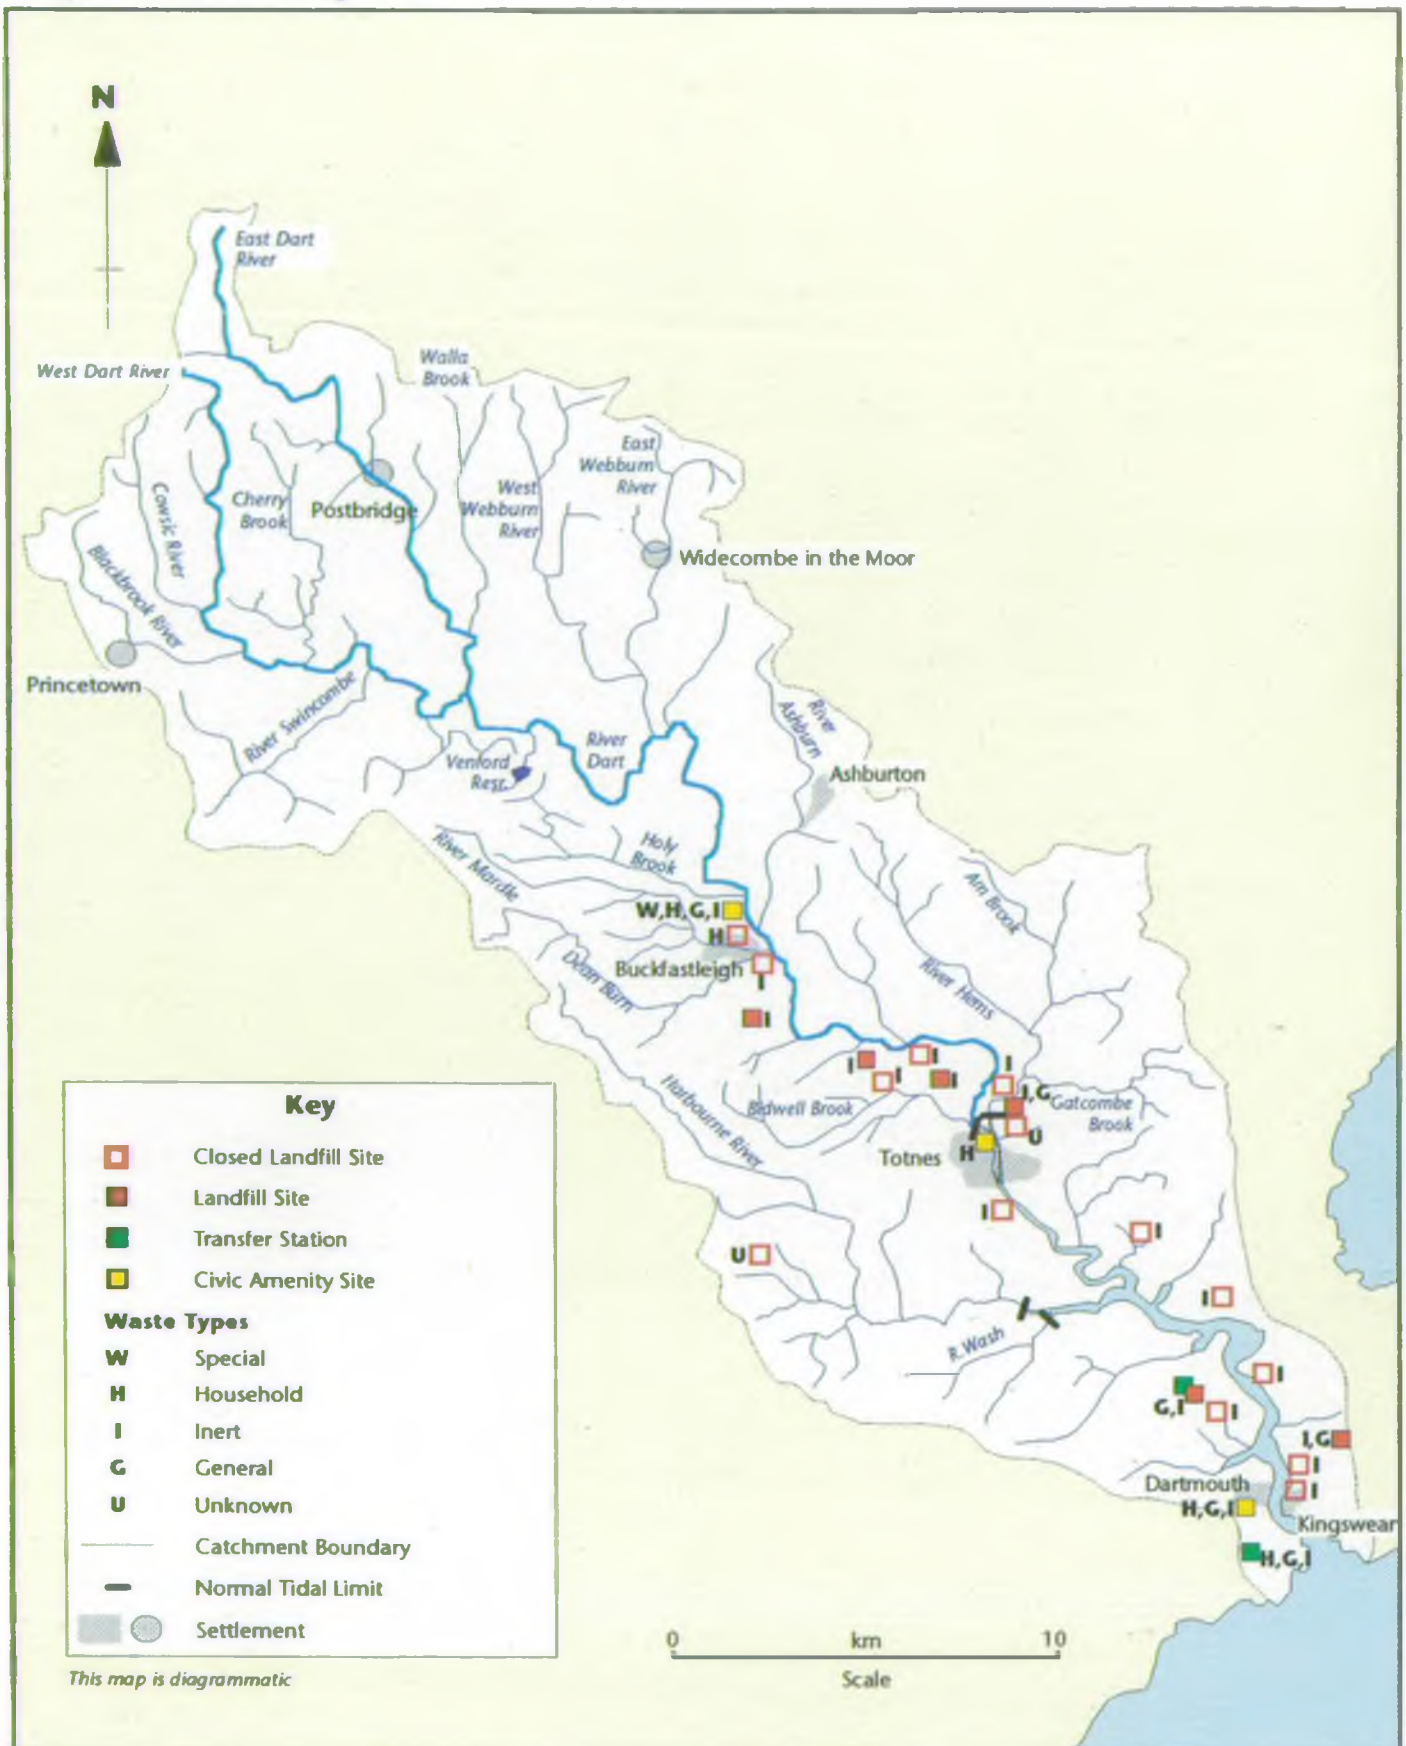 N
East Dart
River
West Dart River
Walla
Brook
East
Webburn
River
West
Webburn
River
Cowsic River
Cherry
Brook
Postbridge
Widecombe in the Moor
Blackbrook River
Princetown
River Swincombe
River
Ashburn
River
Dart
Venford
Resr.
Ashburton
Holy
Brook
River Mardle
Am Brook
W,H,G,I
H
Buckfastleigh
I
Dean Burn
River Hems
I
I
I
I
I
I
I,G
Gatcombe
Brook
Bidwell Brook
Harbourne River
U
Totnes
H
I
I
U
I
R.Wash
I
G,I
I
I,G
I
I
Dartmouth
H,G,I
Kingswear
H,G,I
Key
Closed Landfill Site
Landfill Site
Transfer Station
Civic Amenity Site
Waste Types
W Special
H Household
I Inert
G General
U Unknown
Catchment Boundary
Normal Tidal Limit
Settlement
This map is diagrammatic
0 km 10
Scale